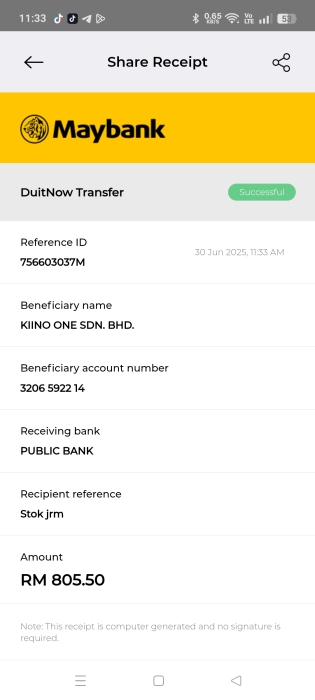 11:33 0.65 KB/S Vo LTE 53
Share Receipt
Maybank
DuitNow Transfer Successful
Reference ID
756603037M 30 Jun 2025, 11:33 AM
Beneficiary name
KIINO ONE SDN. BHD.
Beneficiary account number
3206 5922 14
Receiving bank
PUBLIC BANK
Recipient reference
Stok jrm
Amount
RM 805.50
Note: This receipt is computer generated and no signature is
required.